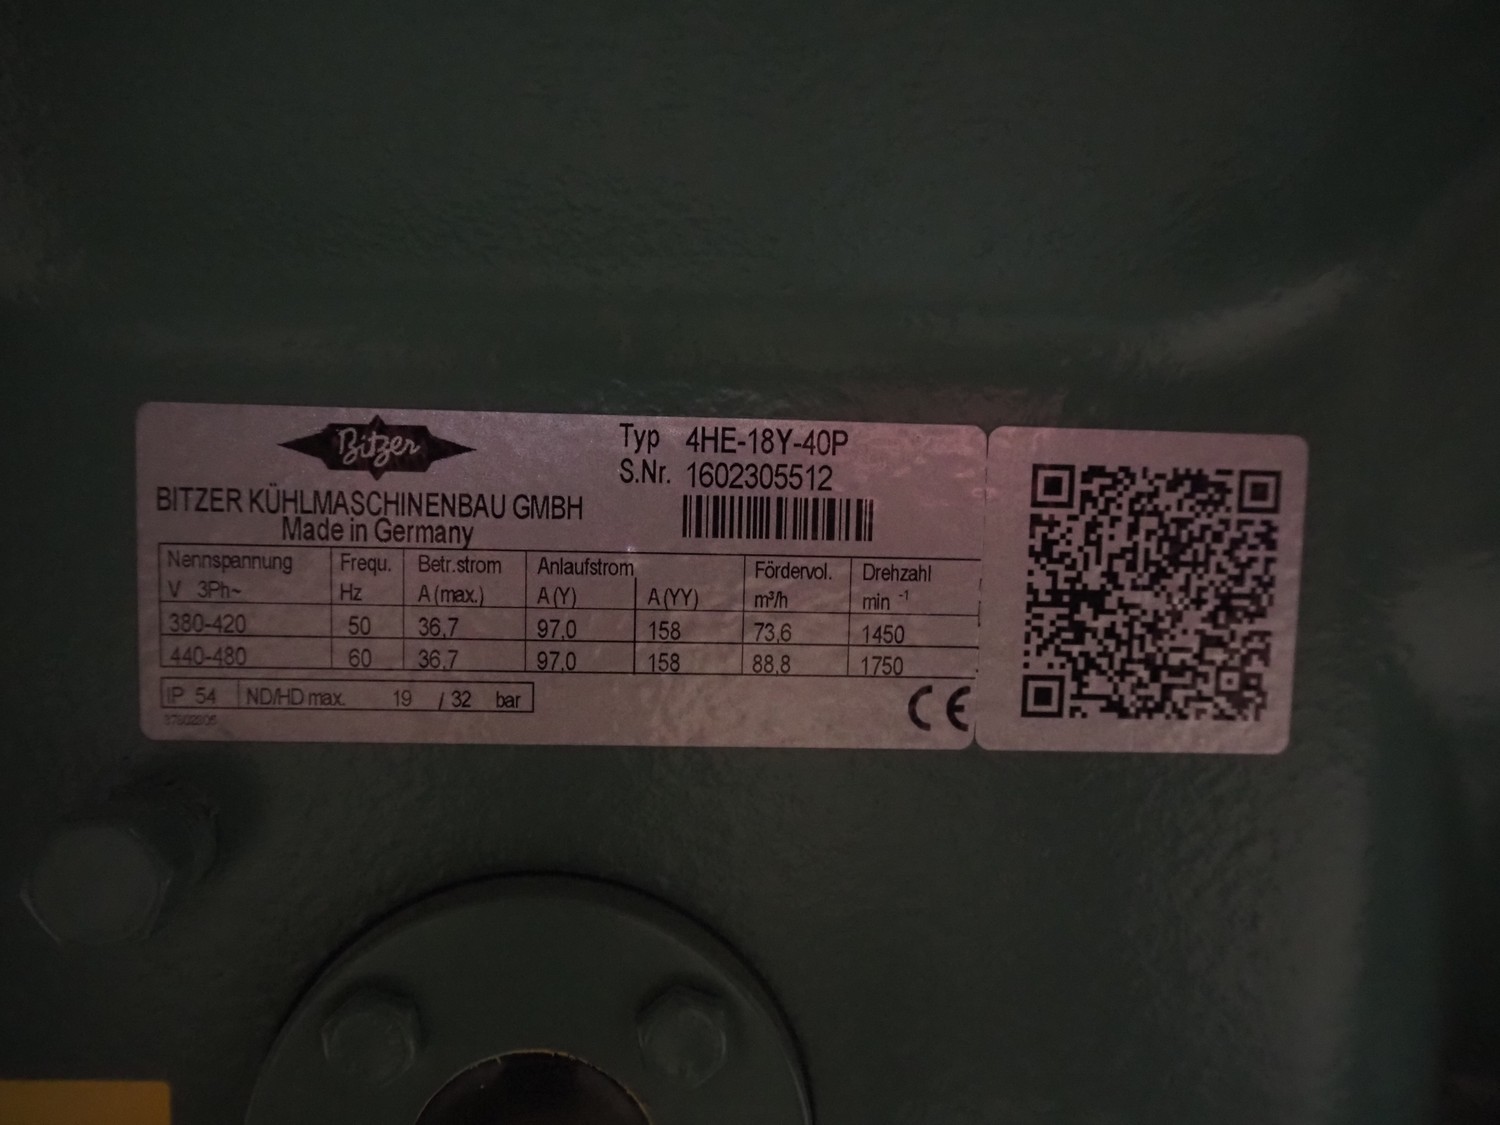 Bitzer
BITZER KÜHLMASCHINENBAU GMBH
Made in Germany
Typ 4HE-18Y-40P
S.Nr. 1602305512
Nennspannung Frequ. Betr.strom Anlaufstrom Fördervol. Drehzahl
V 3Ph~ Hz A (max.) A (Y) A (YY) m³/h min -1
380-420 50 36,7 97,0 158 73,6 1450
440-480 60 36,7 97,0 158 88,8 1750
IP 54 ND/HD max. 19 / 32 bar
CE